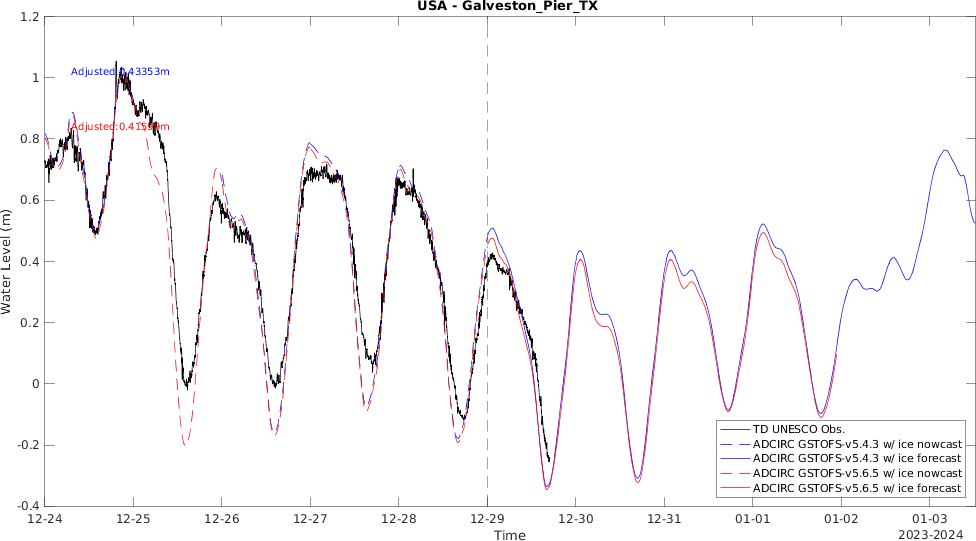 USA - Galveston_Pier_TX
1.2
1
0.8
0.6
0.4
0.2
0
-0.2
-0.4
Water Level (m)
Adjusted:0.43353m
TD UNESCO Obs.
ADCIRC GSTOFS-v5.4.3 w/ ice nowcast
ADCIRC GSTOFS-v5.4.3 w/ ice forecast
ADCIRC GSTOFS-v5.6.5 w/ ice nowcast
ADCIRC GSTOFS-v5.6.5 w/ ice forecast
12-24 12-25 12-26 12-27 12-28 12-29 12-30 12-31 01-01 01-02 01-03
Time
2023-2024